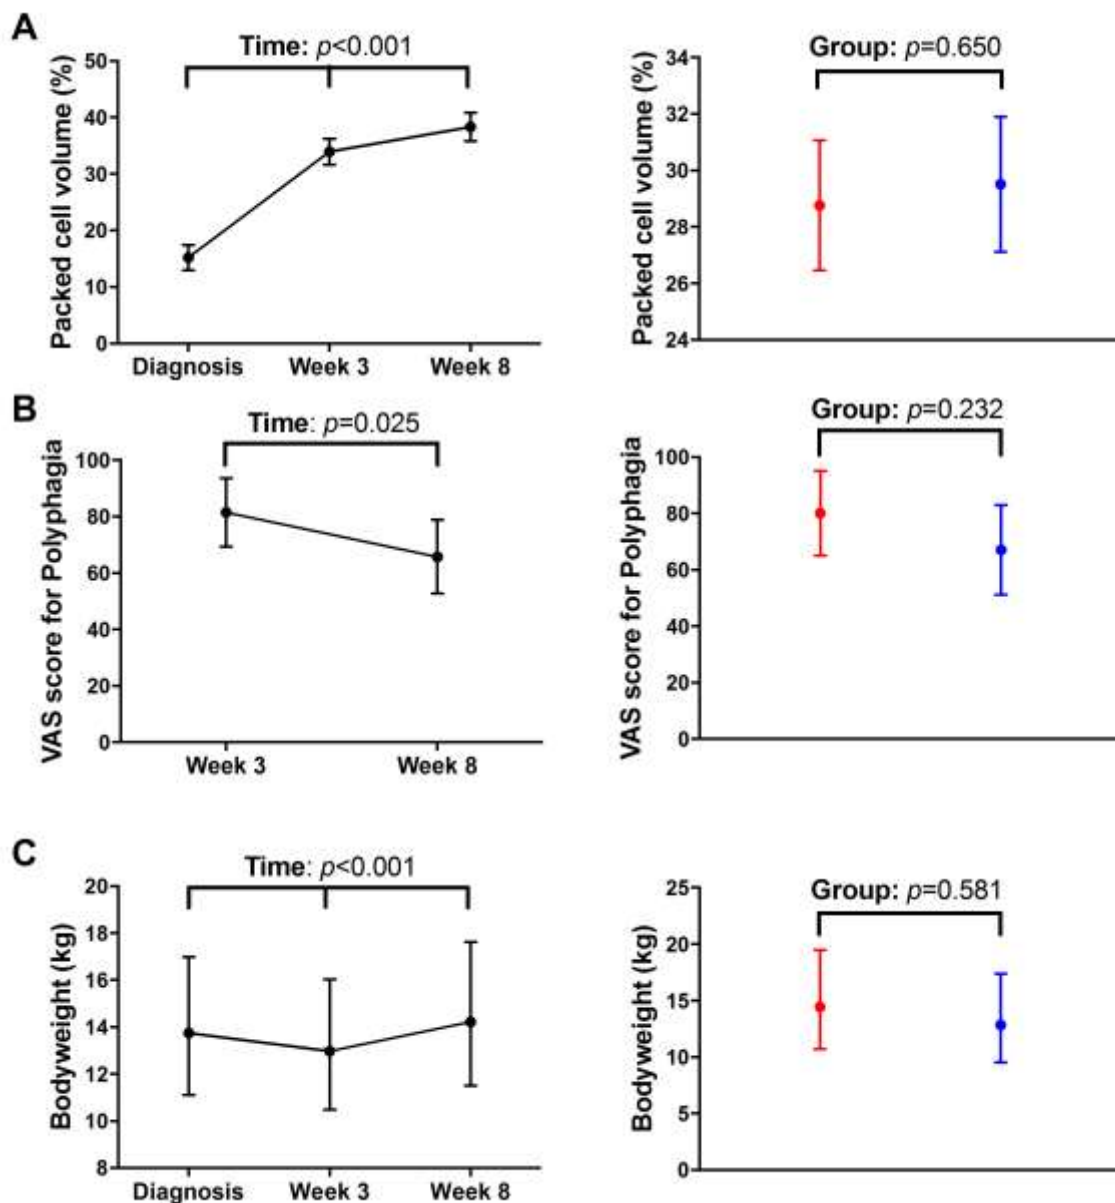 A
Time: p<0.001
Packed cell volume (%)
50
40
30
20
10
0
Diagnosis Week 3 Week 8
Group: p=0.650
Packed cell volume (%)
34
32
30
28
26
24
B
Time: p=0.025
VAS score for Polyphagia
100
80
60
40
20
0
Week 3 Week 8
Group: p=0.232
VAS score for Polyphagia
100
80
60
40
20
0
C
Time: p<0.001
Bodyweight (kg)
20
18
16
14
12
10
8
Diagnosis Week 3 Week 8
Group: p=0.581
Bodyweight (kg)
25
20
15
10
5
0